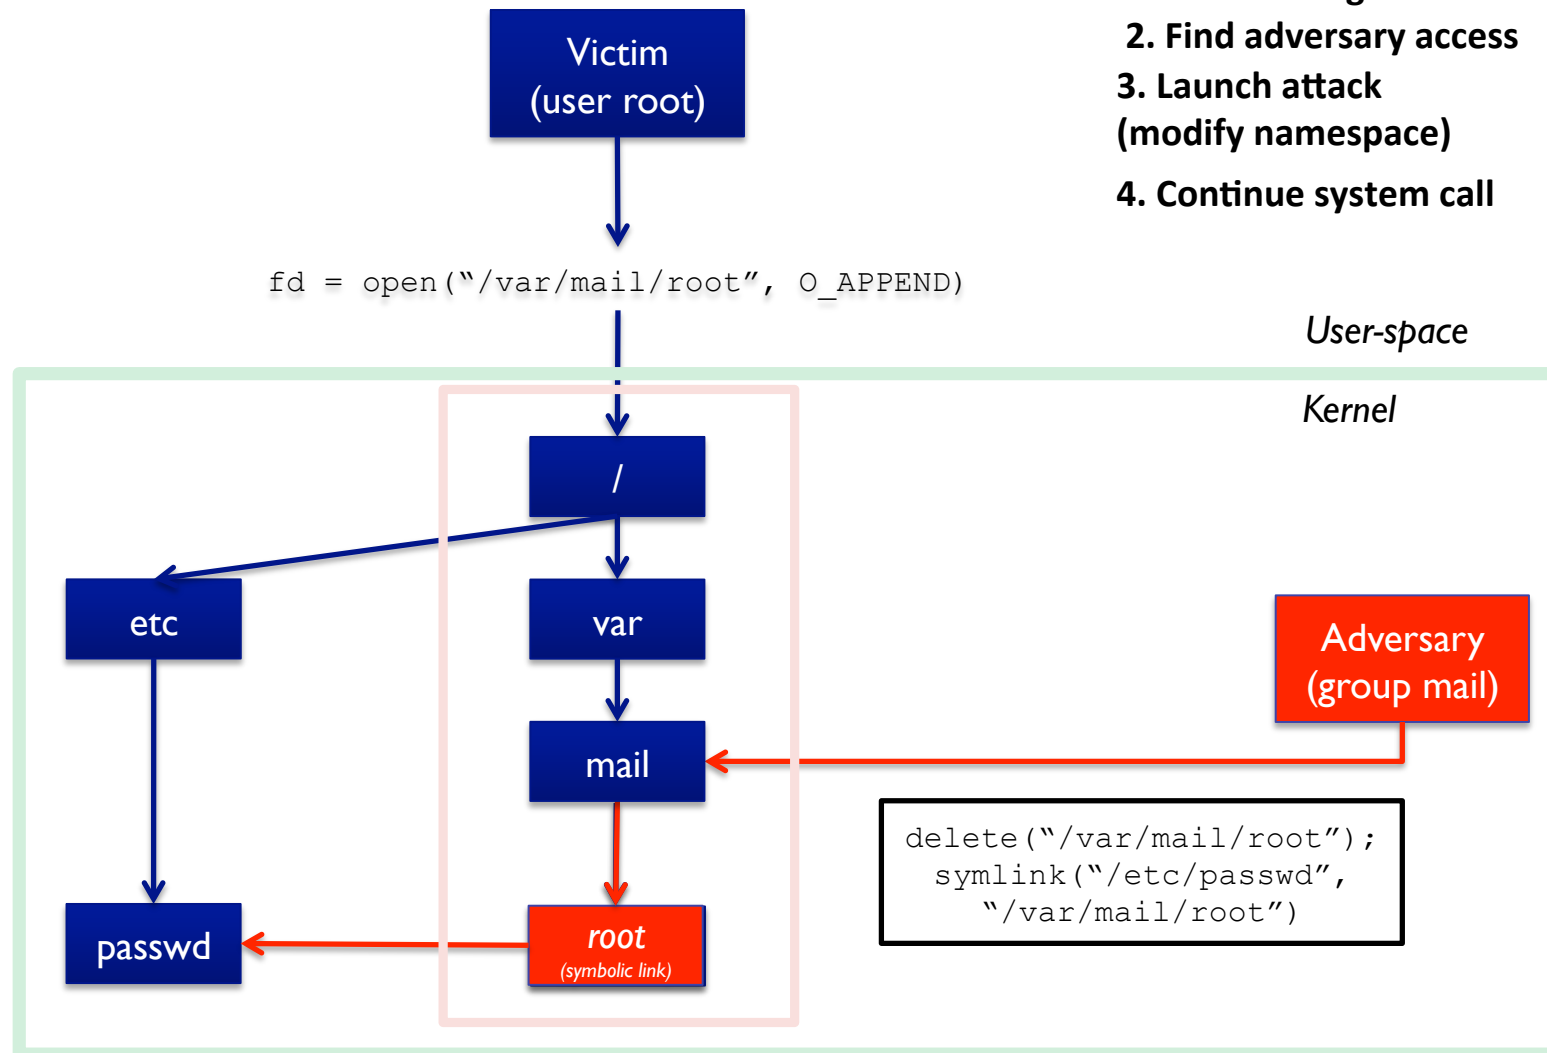 2. Find adversary access
3. Launch attack
(modify namespace)
4. Continue system call
Victim
(user root)
fd = open(“/var/mail/root”, O_APPEND)
User-space
Kernel
/
etc
var
Adversary
(group mail)
mail
delete(“/var/mail/root”);
symlink(“/etc/passwd”,
“/var/mail/root”)
passwd
root
(symbolic link)